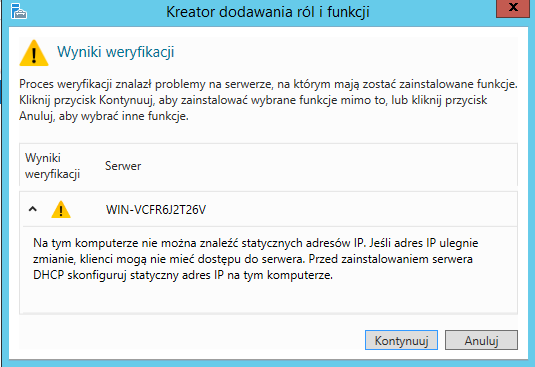 Kreator dodawania ról i funkcji
x
Wyniki weryfikacji
Proces weryfikacji znalazł problemy na serwerze, na którym mają zostać zainstalowane funkcje.
Kliknij przycisk Kontynuuj, aby zainstalować wybrane funkcje mimo to, lub kliknij przycisk
Anuluj, aby wybrać inne funkcje.
Wyniki
weryfikacji
Serwer
WIN-VCFR6J2T26V
Na tym komputerze nie można znaleźć statycznych adresów IP. Jeśli adres IP ulegnie
zmianie, klienci mogą nie mieć dostępu do serwera. Przed zainstalowaniem serwera
DHCP skonfiguruj statyczny adres IP na tym komputerze.
Kontynuuj
Anuluj